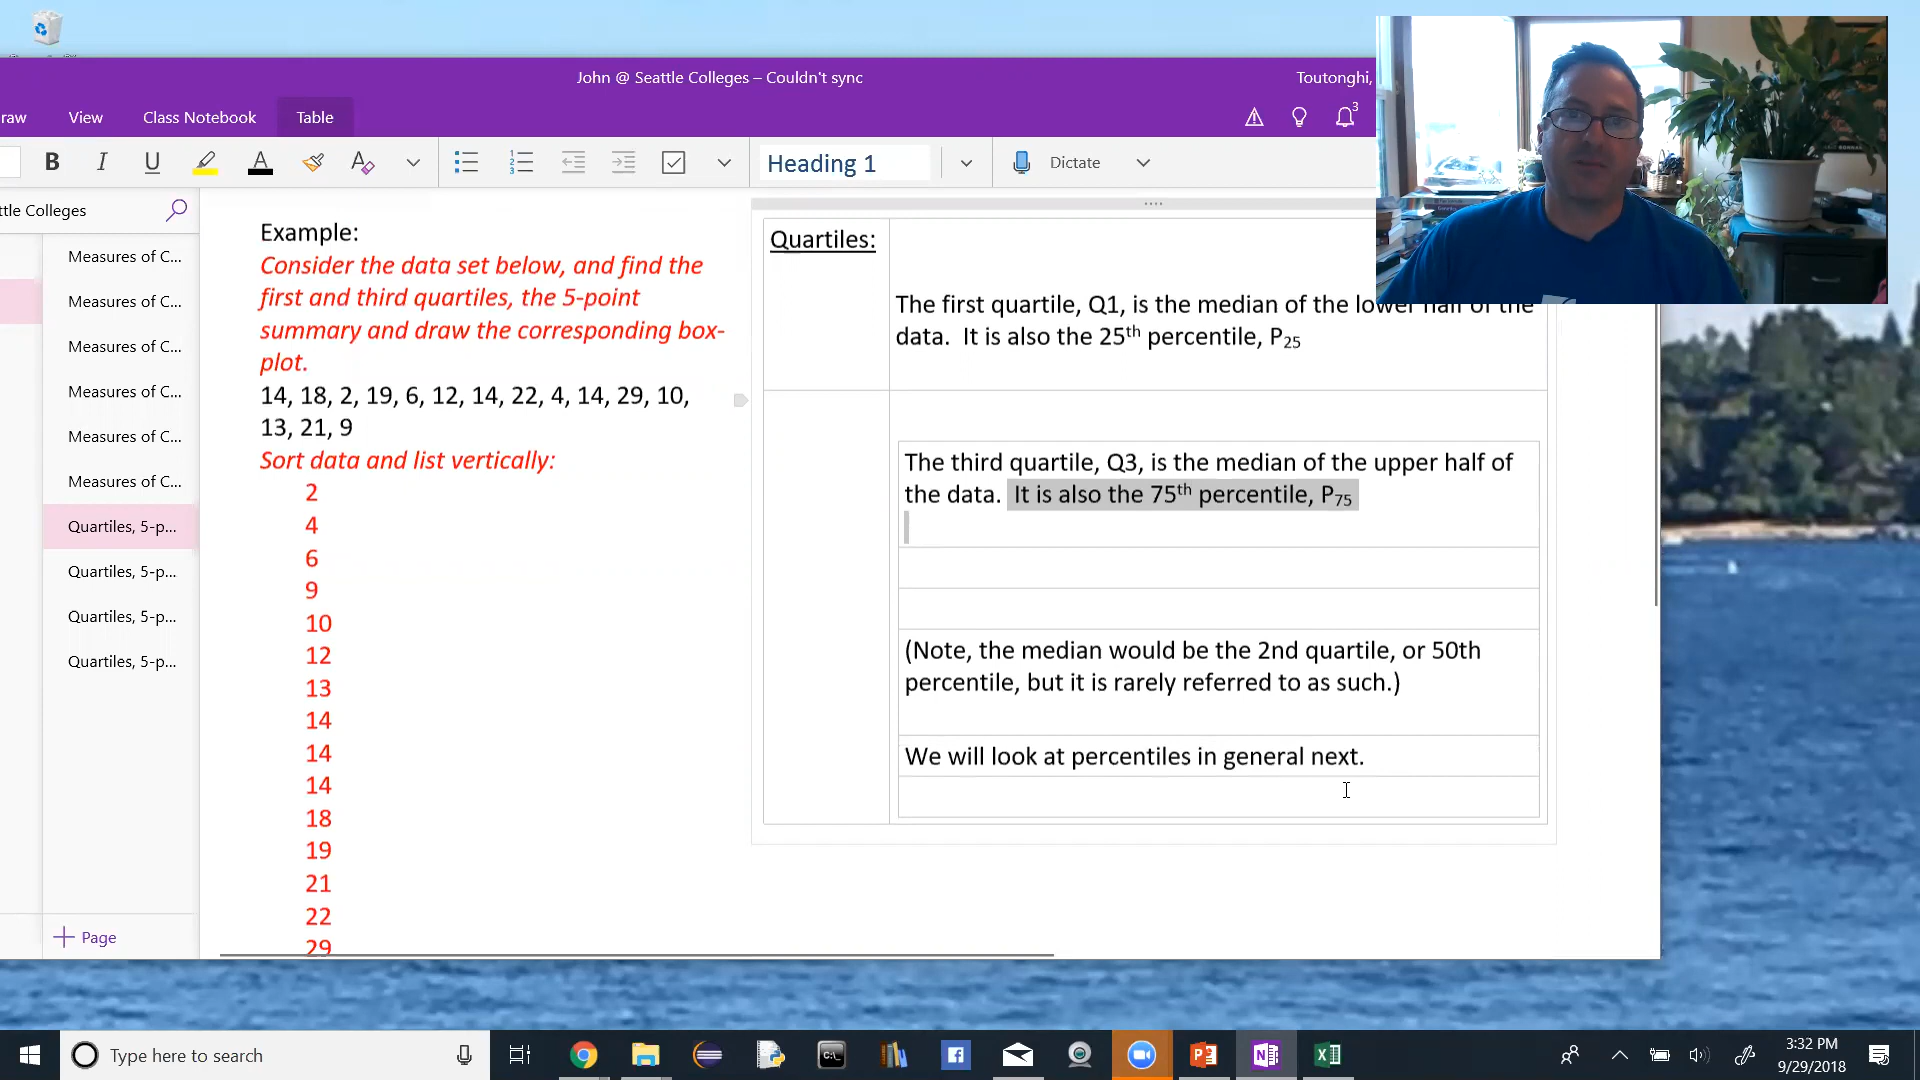 John @ Seattle Colleges – Couldn't sync
Toutonghi,
raw
View
Class Notebook
Table
3
B
I
U
A
A
Heading 1
Dictate
ttle Colleges
Measures of C...
Measures of C...
Measures of C...
Measures of C...
Measures of C...
Measures of C...
Quartiles, 5-p...
Quartiles, 5-p...
Quartiles, 5-p...
Quartiles, 5-p...
Page
Example:
Consider the data set below, and find the
first and third quartiles, the 5-point
summary and draw the corresponding box-
plot.
14, 18, 2, 19, 6, 12, 14, 22, 4, 14, 29, 10,
13, 21, 9
Sort data and list vertically:
2
4
6
9
10
12
13
14
14
14
18
19
21
22
29
Quartiles:
The first quartile, Q1, is the median of the lower half of the
data. It is also the 25th percentile, P25
The third quartile, Q3, is the median of the upper half of
the data. It is also the 75th percentile, P75
(Note, the median would be the 2nd quartile, or 50th
percentile, but it is rarely referred to as such.)
We will look at percentiles in general next.
Type here to search
3:32 PM
9/29/2018